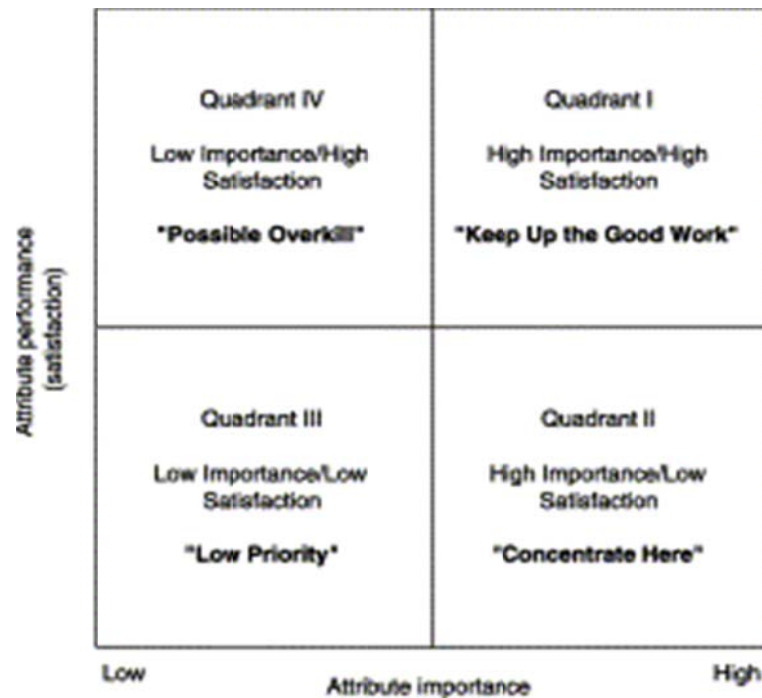 Quadrant IV
Low Importance/High
Satisfaction
"Possible Overkill"
Quadrant I
High Importance/High
Satisfaction
"Keep Up the Good Work"
Attribute performance
(satisfaction)
Quadrant III
Low Importance/Low
Satisfaction
"Low Priority"
Quadrant II
High Importance/Low
Satisfaction
"Concentrate Here"
Low
Attribute importance
High